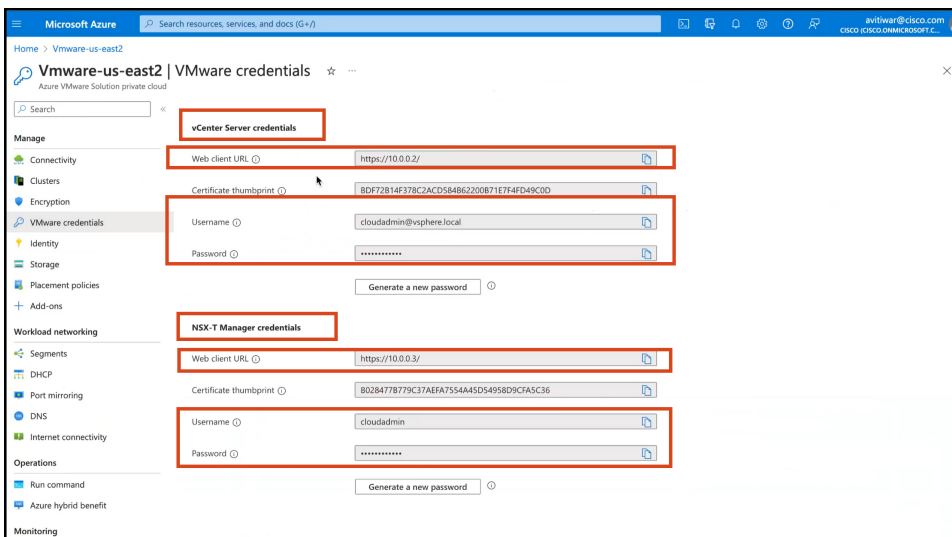 Microsoft Azure
Search resources, services, and docs (G+/)
avitiwar@cisco.com
CISCO (CISCO.ONMICROSOFT.C...
Home > Vmware-us-east2
Vmware-us-east2 | VMware credentials
Azure VMware Solution private cloud
Search
Manage
Connectivity
Clusters
Encryption
VMware credentials
Identity
Storage
Placement policies
Add-ons
Workload networking
Segments
DHCP
Port mirroring
DNS
Internet connectivity
Operations
Run command
Azure hybrid benefit
Monitoring
vCenter Server credentials
Web client URL https://10.0.0.2/
Certificate thumbprint BDF72B14F378C2ACD584B62200B71E7F4FD49C0D
Username cloudadmin@vsphere.local
Password ••••••••••••
Generate a new password
NSX-T Manager credentials
Web client URL https://10.0.0.3/
Certificate thumbprint B028477B779C37AEFA7554A45D54958D9CFA5C36
Username cloudadmin
Password ••••••••••••
Generate a new password